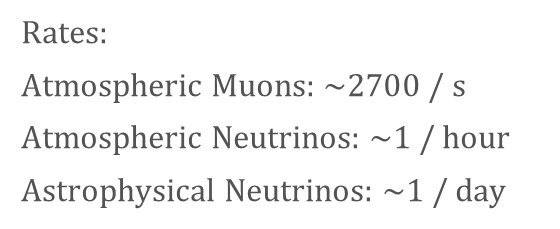 Rates:
Atmospheric Muons: ~2700 / s
Atmospheric Neutrinos: ~1 / hour
Astrophysical Neutrinos: ~1 / day